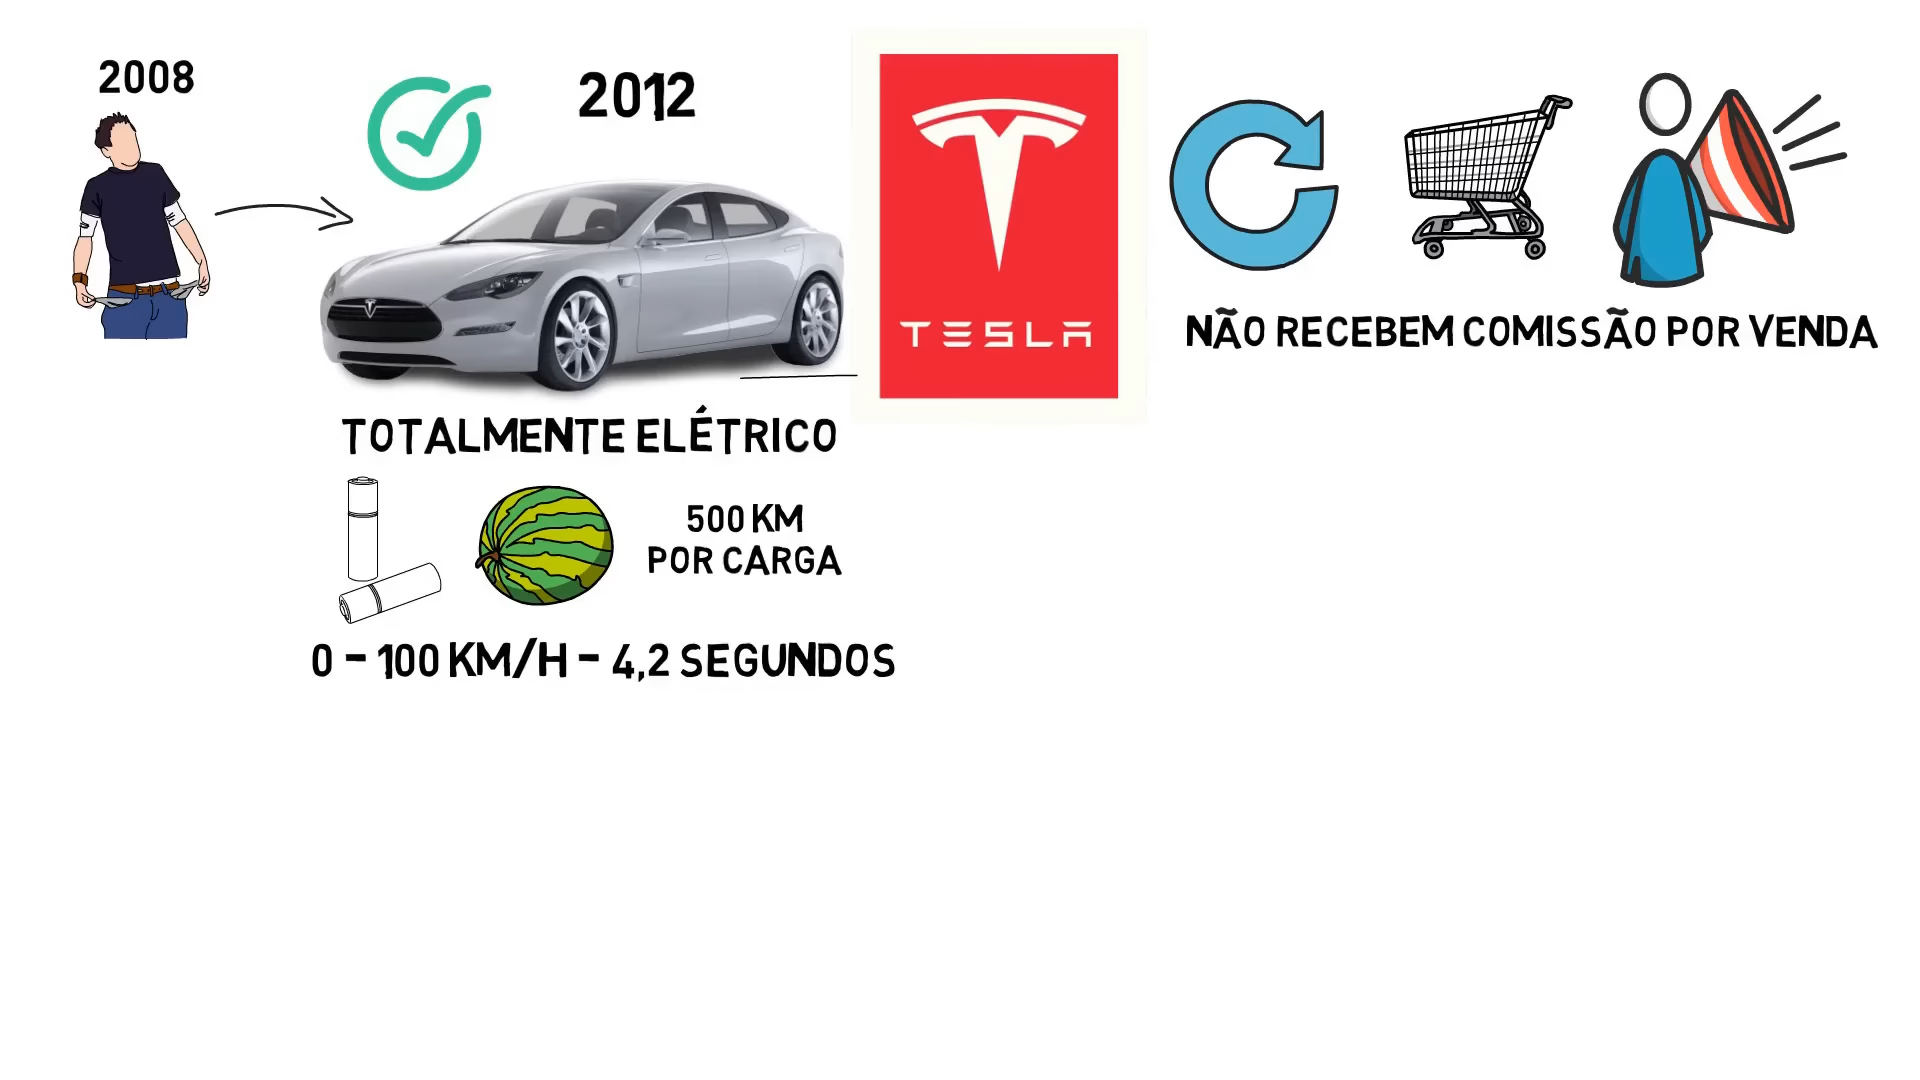 2008
2012
TESLA
NÃO RECEBEM COMISSÃO POR VENDA
TOTALMENTE ELÉTRICO
500 KM
POR CARGA
0 - 100 KM/H - 4,2 SEGUNDOS